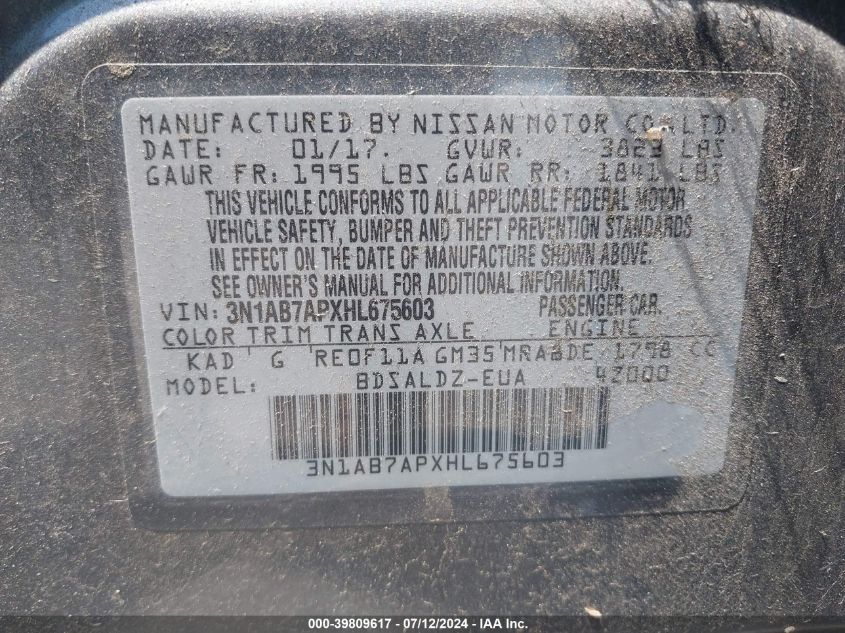 MANUFACTURED BY NISSAN MOTOR CO.,LTD.
DATE: 01/17. GVWR: 3823 LBS
GAWR FR: 1995 LBS GAWR RR: 1841 LBS
THIS VEHICLE CONFORMS TO ALL APPLICABLE FEDERAL MOTOR
VEHICLE SAFETY, BUMPER AND THEFT PREVENTION STANDARDS
IN EFFECT ON THE DATE OF MANUFACTURE SHOWN ABOVE.
SEE OWNER'S MANUAL FOR ADDITIONAL INFORMATION.
VIN: 3N1AB7APXHL675603 PASSENGER CAR.
COLOR TRIM TRANS AXLE ENGINE
KAD G RE0F11A GM35 MRA8DE 1798 CC
MODEL: BDSALDZ-EUA 4Z000
3N1AB7APXHL675603
000-39809617 - 07/12/2024 - IAA Inc.